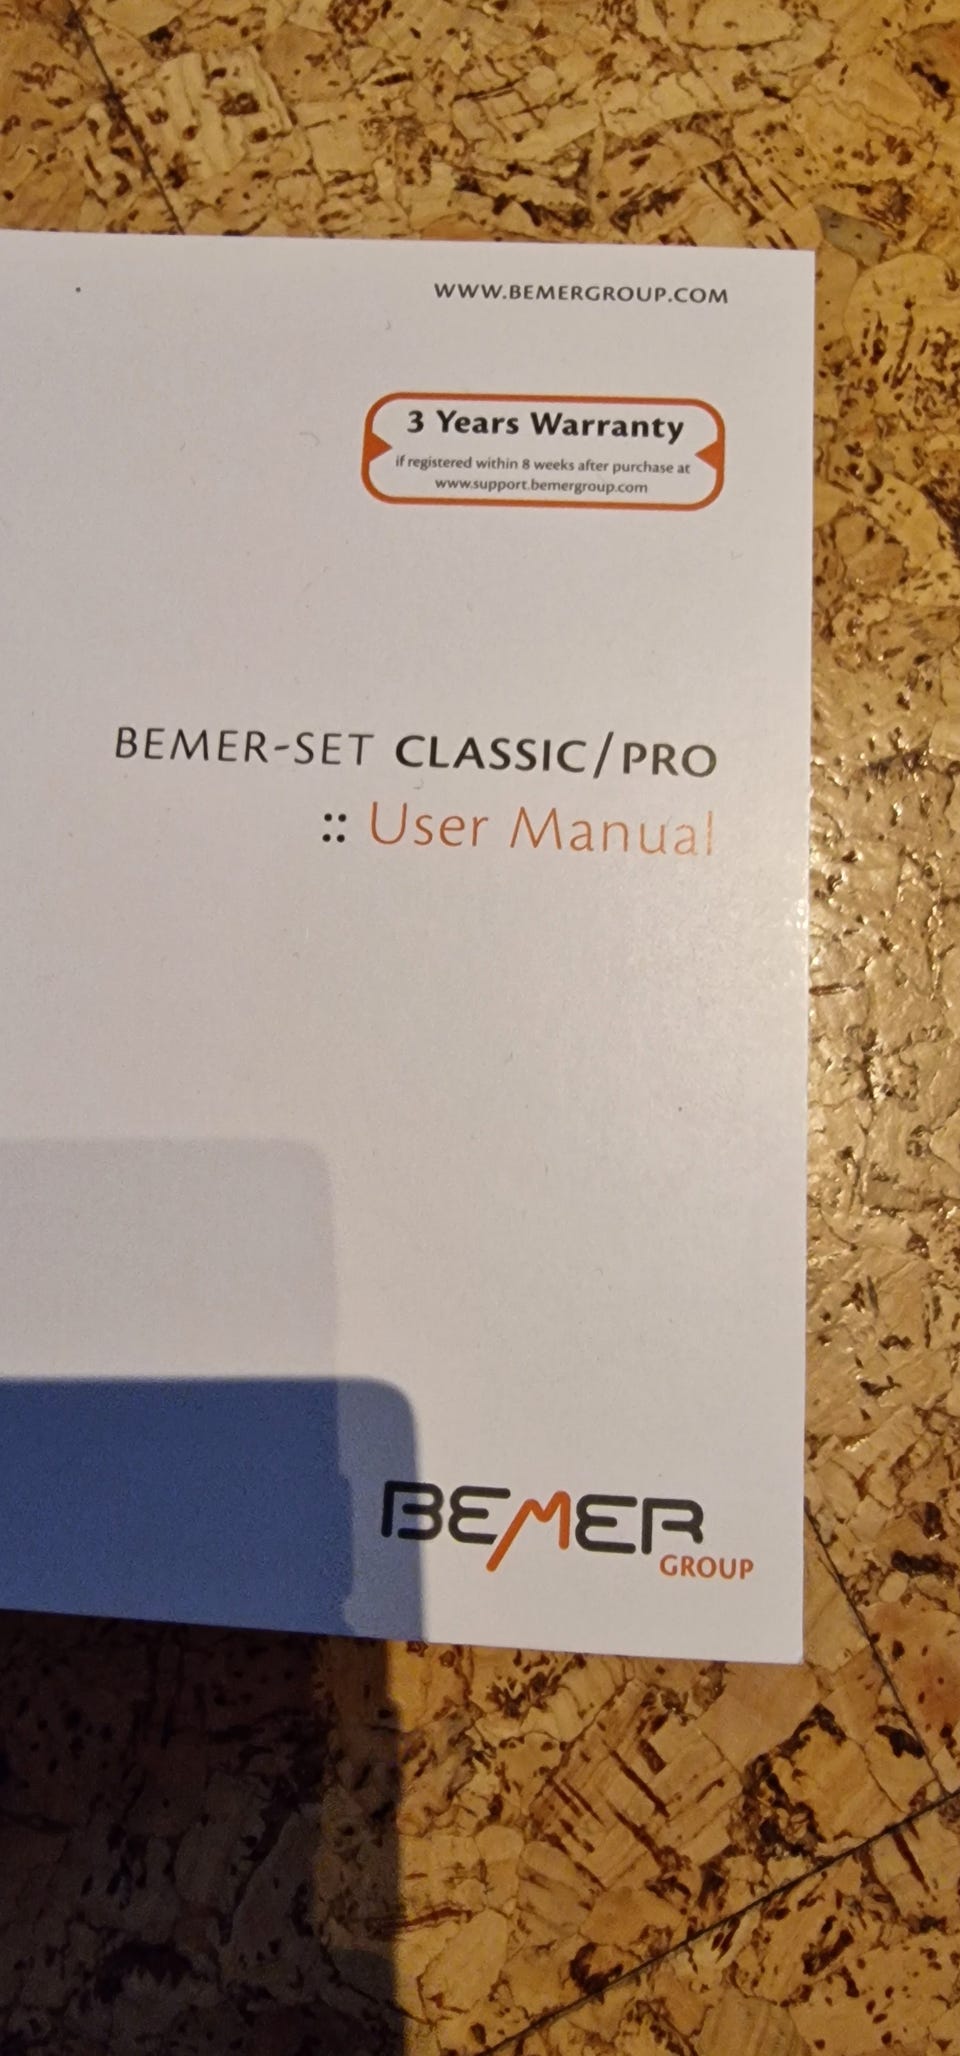 WWW.BEMERGROUP.COM
3 Years Warranty
if registered within 8 weeks after purchase at
www.support.bemergroup.com
BEMER-SET CLASSIC/PRO
:: User Manual
BEMER
GROUP